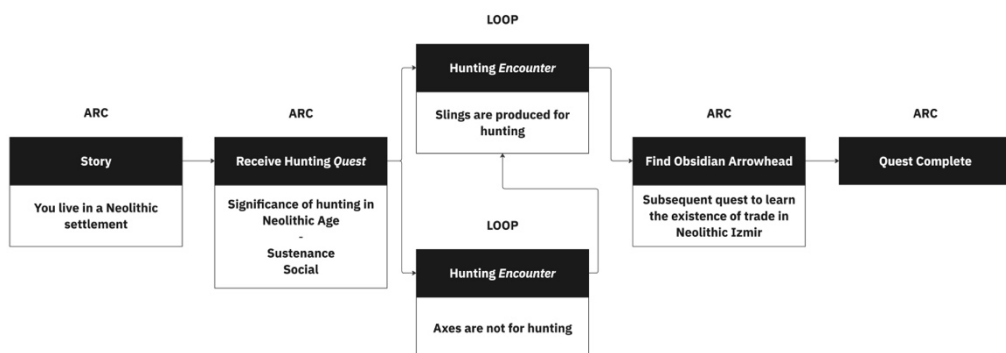 ARC
Story
You live in a Neolithic
settlement
ARC
Receive Hunting Quest
Significance of hunting in
Neolithic Age
-
Sustenance
Social
LOOP
Hunting Encounter
Slings are produced for
hunting
LOOP
Hunting Encounter
Axes are not for hunting
ARC
Find Obsidian Arrowhead
Subsequent quest to learn
the existence of trade in
Neolithic Izmir
ARC
Quest Complete